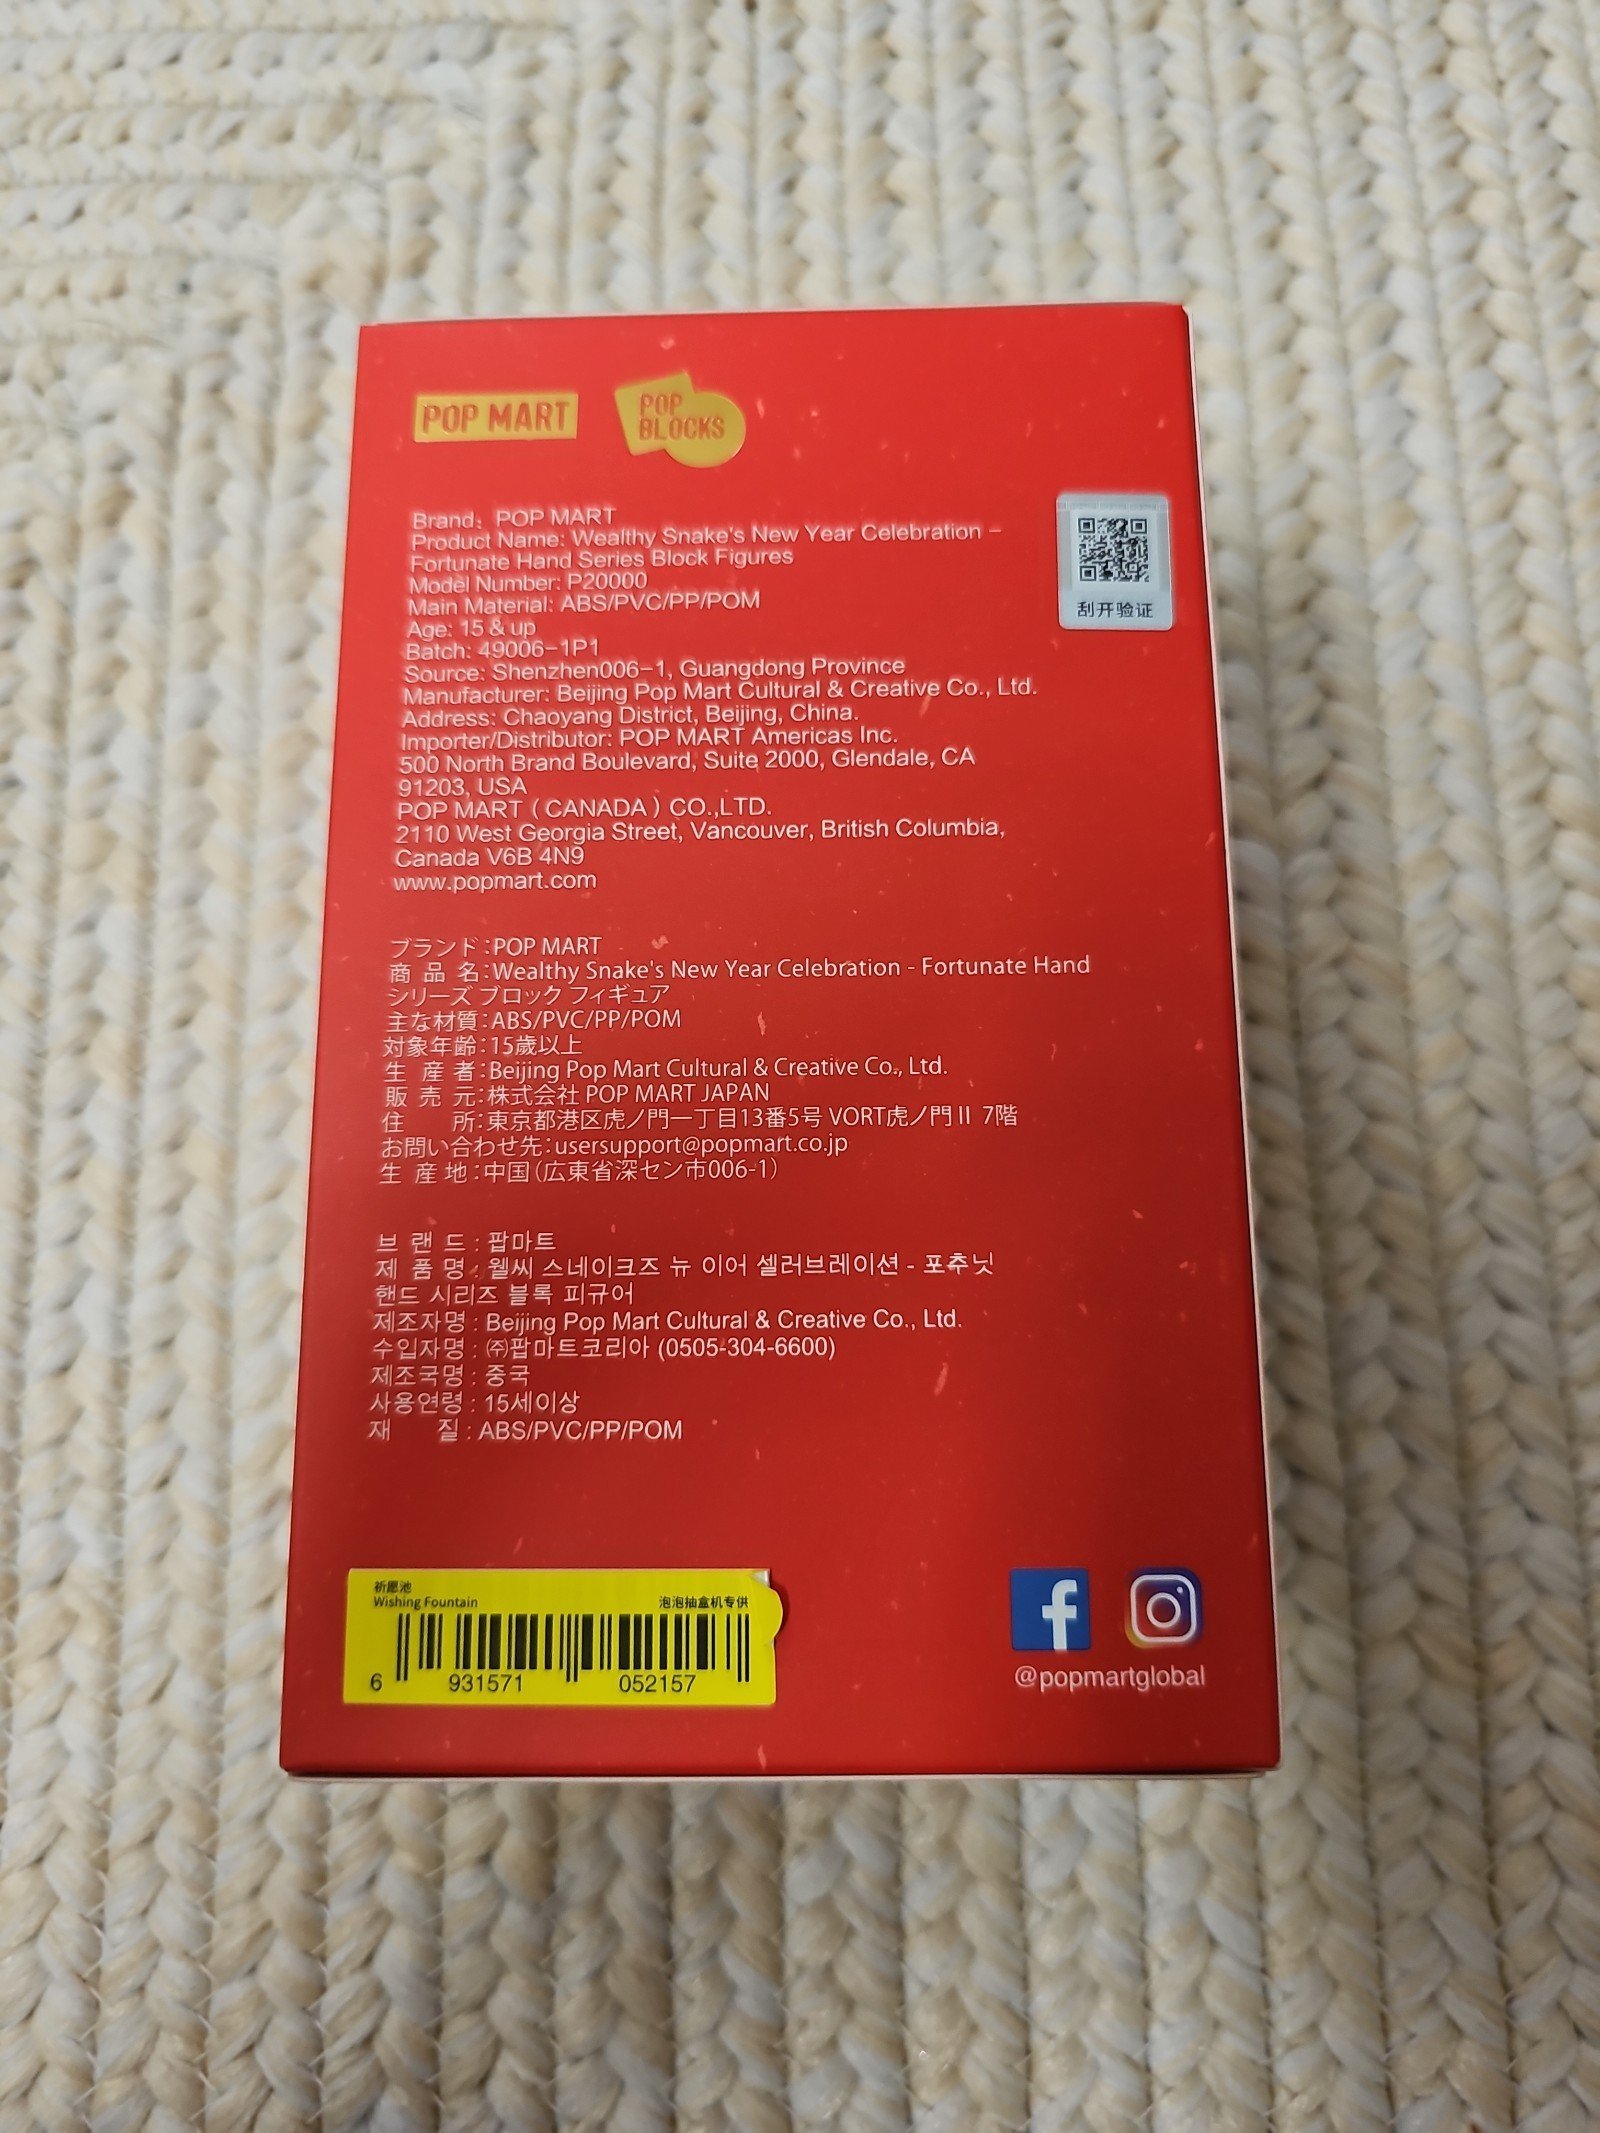 POP MART
POP
BLOCKS
Brand: POP MART
Product Name: Wealthy Snake's New Year Celebration –
Fortunate Hand Series Block Figures
Model Number: P20000
Main Material: ABS/PVC/PP/POM
Age: 15 & up
Batch: 49006-1P1
Source: Shenzhen006-1, Guangdong Province
Manufacturer: Beijing Pop Mart Cultural & Creative Co., Ltd.
Address: Chaoyang District, Beijing, China.
Importer/Distributor: POP MART Americas Inc.
500 North Brand Boulevard, Suite 2000, Glendale, CA
91203, USA
POP MART (CANADA) CO.,LTD.
2110 West Georgia Street, Vancouver, British Columbia,
Canada V6B 4N9
www.popmart.com
刮开验证
ブランド:POP MART
商 品 名:Wealthy Snake's New Year Celebration - Fortunate Hand
シリーズ ブロック フィギュア
主な材質:ABS/PVC/PP/POM
対象年齢:15歳以上
生 産 者:Beijing Pop Mart Cultural & Creative Co., Ltd.
販 売 元:株式会社 POP MART JAPAN
住 所:東京都港区虎ノ門一丁目13番5号 VORT虎ノ門Ⅱ 7階
お問い合わせ先:usersupport@popmart.co.jp
生 産 地:中国(広東省深セン市006-1)
브 랜 드 : 팝마트
제 품 명 : 웰씨 스네이크즈 뉴 이어 셀러브레이션 - 포추닛
핸드 시리즈 블록 피규어
제조자명 : Beijing Pop Mart Cultural & Creative Co., Ltd.
수입자명 : ㈜팝마트코리아 (0505-304-6600)
제조국명 : 중국
사용연령 : 15세이상
재 질 : ABS/PVC/PP/POM
祈愿池
Wishing Fountain 泡泡抽盒机专供
6 931571 052157
@popmartglobal